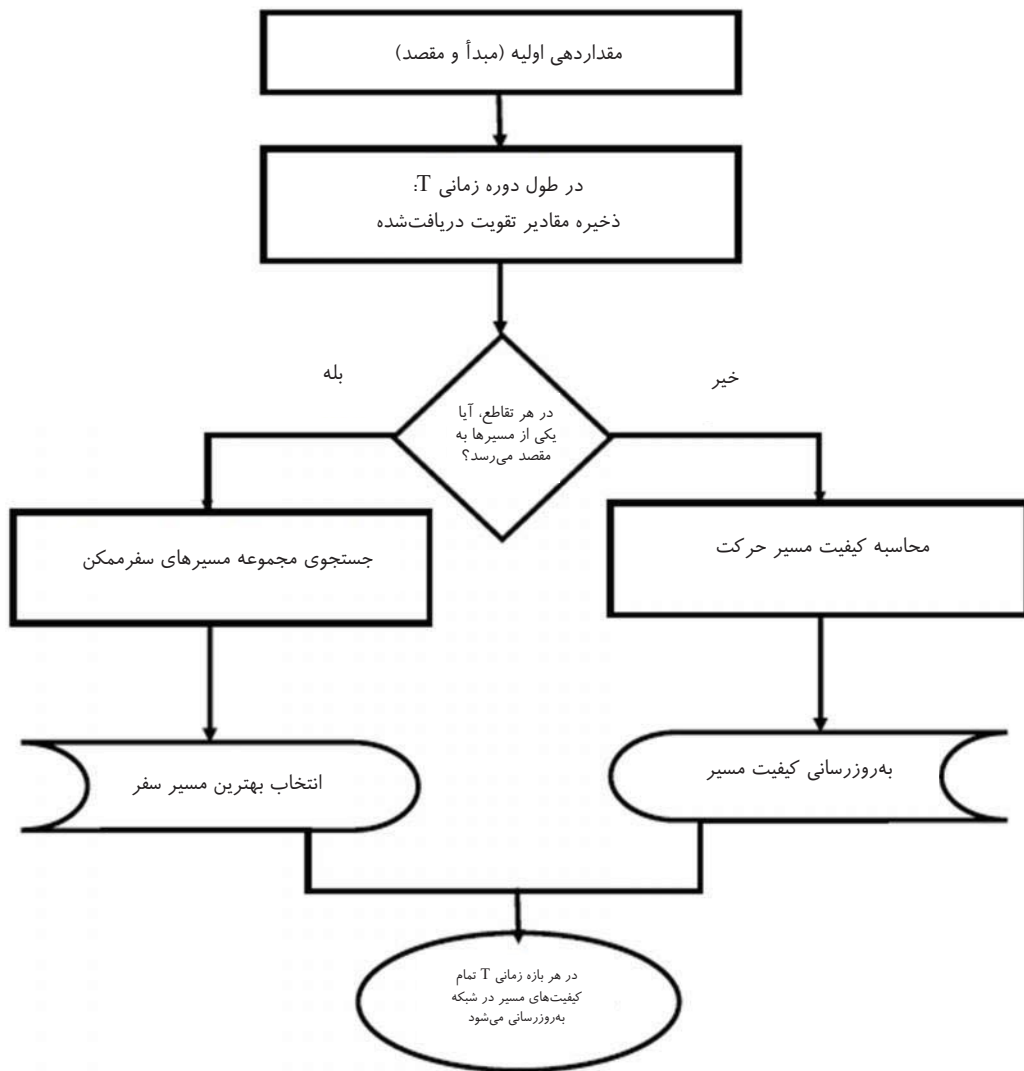 مقداردهی اولیه (مبدأ و مقصد)
در طول دوره زمانی T:
ذخیره مقادیر تقویت دریافت‌شده
خیر
بله
در هر تقاطع، آیا
یکی از مسیرها به
مقصد می‌رسد؟
محاسبه کیفیت مسیر حرکت
جستجوی مجموعه مسیرهای سفرممکن
به‌روزرسانی کیفیت مسیر
انتخاب بهترین مسیر سفر
در هر بازه زمانی T تمام
کیفیت‌های مسیر در شبکه
به‌روزرسانی می‌شود